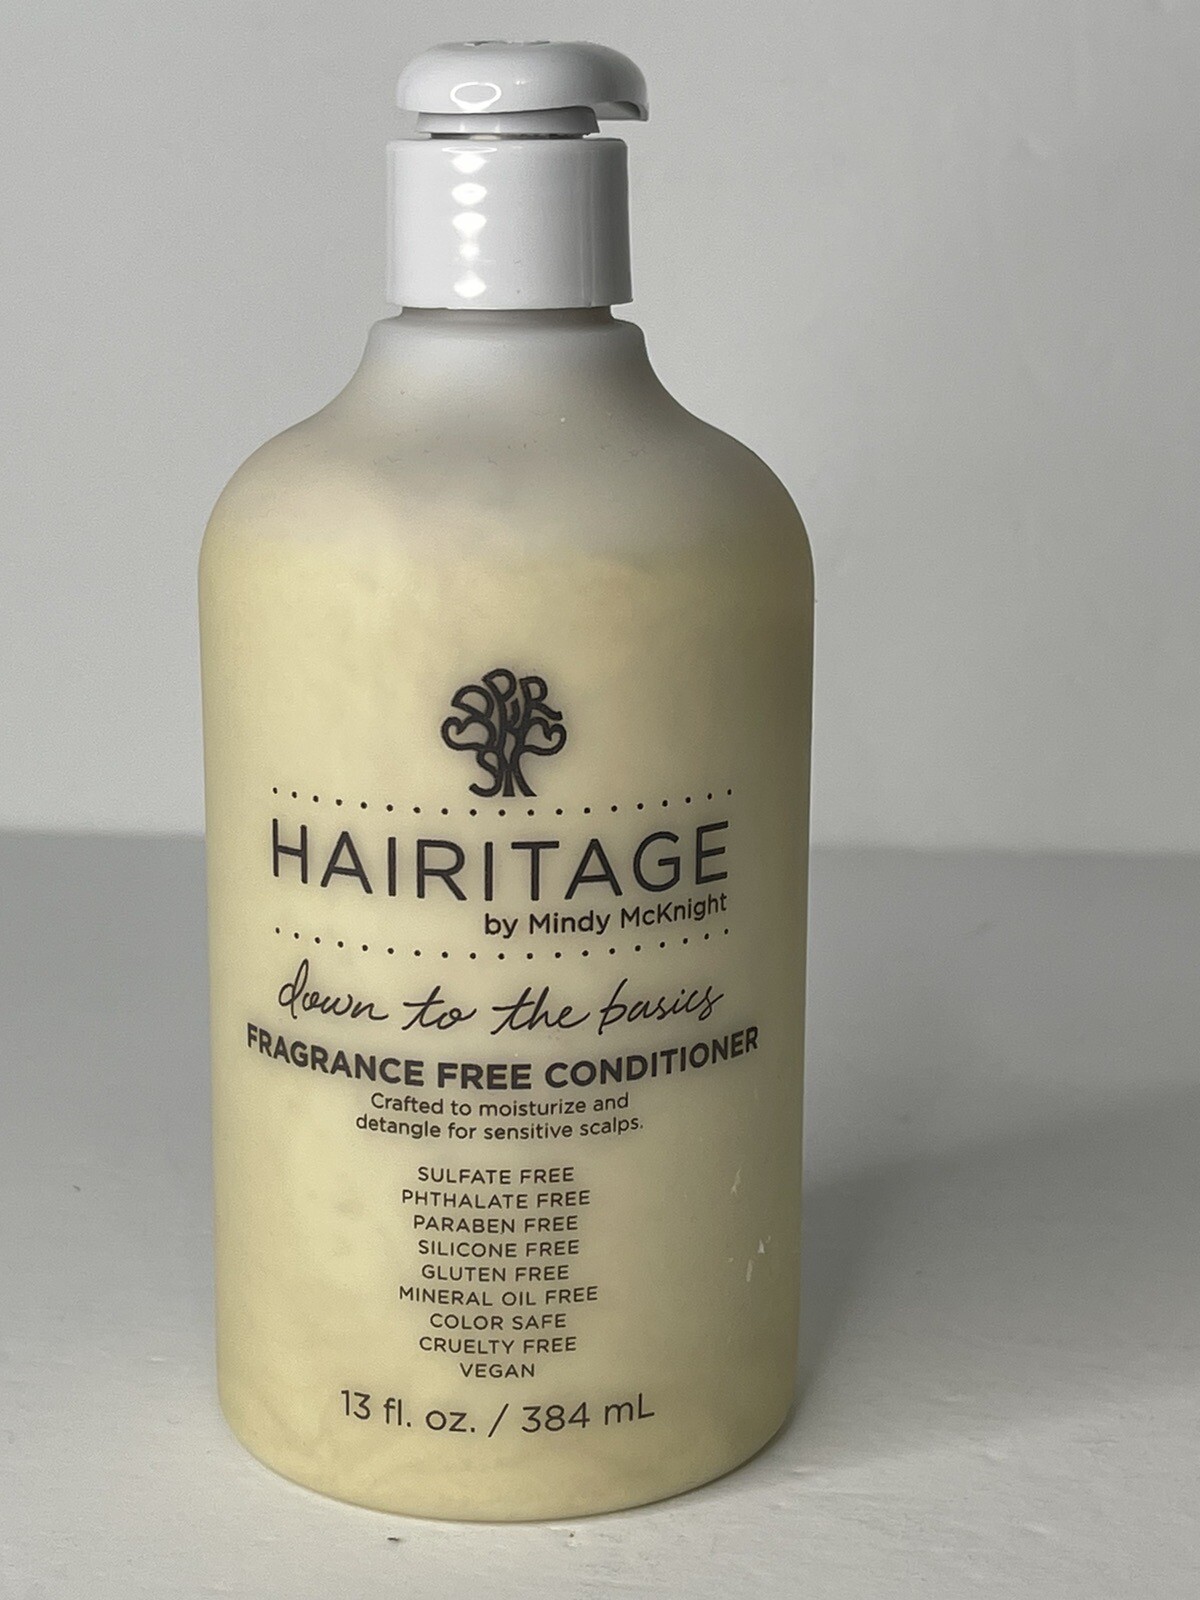 HAIRITAGE
by Mindy McKnight
down to the basics
FRAGRANCE FREE CONDITIONER
Crafted to moisturize and
detangle for sensitive scalps.
SULFATE FREE
PHTHALATE FREE
PARABEN FREE
SILICONE FREE
GLUTEN FREE
MINERAL OIL FREE
COLOR SAFE
CRUELTY FREE
VEGAN
13 fl. oz. / 384 mL